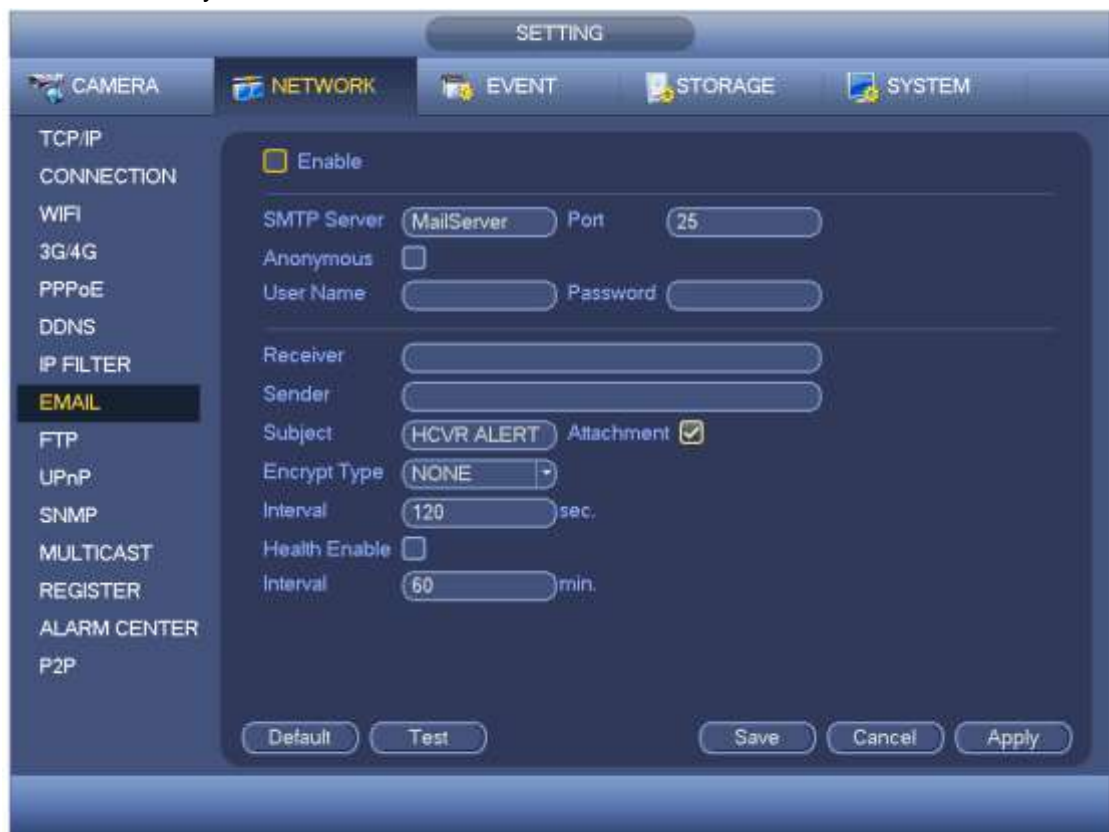 SETTING
CAMERA NETWORK EVENT STORAGE SYSTEM
TCP/IP
CONNECTION
WIFI
3G/4G
PPPoE
DDNS
IP FILTER
EMAIL
FTP
UPnP
SNMP
MULTICAST
REGISTER
ALARM CENTER
P2P
Enable
SMTP Server MailServer Port 25
Anonymous
User Name Password
Receiver
Sender
Subject HCVR ALERT Attachment
Encrypt Type NONE
Interval 120 sec.
Health Enable
Interval 60 min.
Default Test Save Cancel Apply